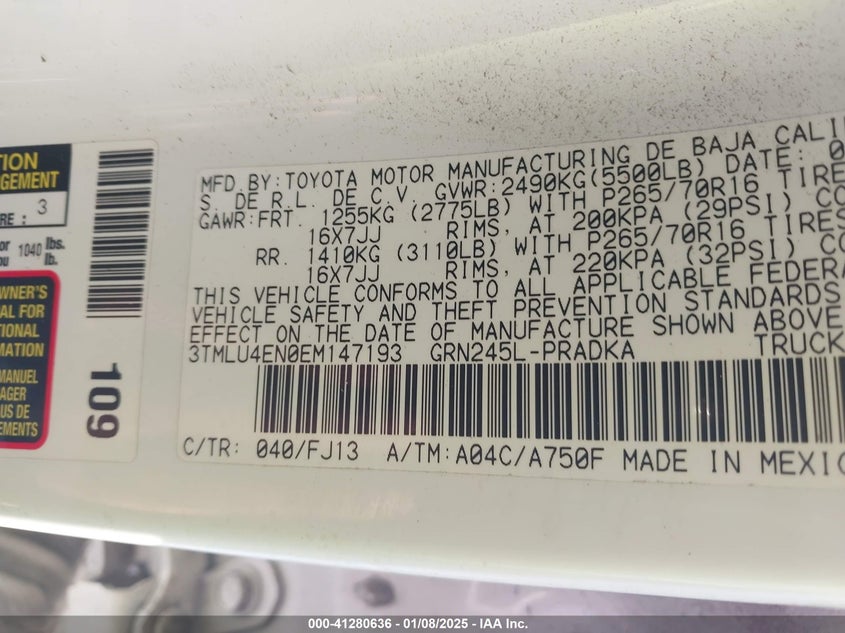 TION
GEMENT
RE : 3
or 1040 lbs.
ou lb.
WNER'S
AL FOR
TIONAL
MATION
MANUEL
AGER
US DE
EMENTS
109
MFD.BY:TOYOTA MOTOR MANUFACTURING DE BAJA CALI
S. DE R.L. DE C.V. GVWR:2490KG(5500LB) DATE: 0
GAWR:FRT. 1255KG (2775LB) WITH P265/70R16 TIRE
16X7JJ RIMS, AT 200KPA (29PSI) CO
RR. 1410KG (3110LB) WITH P265/70R16 TIRES
16X7JJ RIMS, AT 220KPA (32PSI) CO
THIS VEHICLE CONFORMS TO ALL APPLICABLE FEDERA
VEHICLE SAFETY AND THEFT PREVENTION STANDARDS
EFFECT ON THE DATE OF MANUFACTURE SHOWN ABOVE
3TMLU4EN0EM147193 GRN245L-PRADKA TRUCK
C/TR: 040/FJ13 A/TM:A04C/A750F MADE IN MEXIC
000-41280636 - 01/08/2025 - IAA Inc.